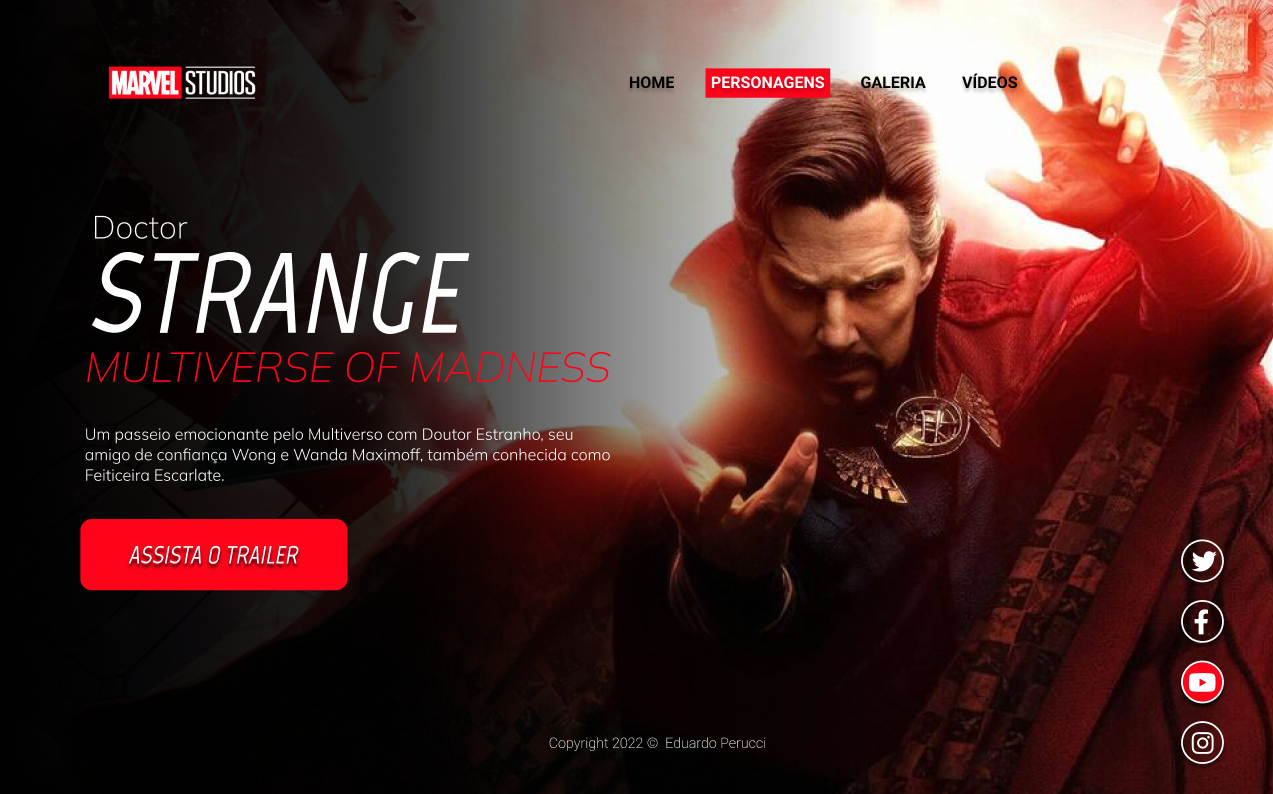 MARVEL STUDIOS
HOME PERSONAGENS GALERIA VÍDEOS
Doctor
STRANGE
MULTIVERSE OF MADNESS
Um passeio emocionante pelo Multiverso com Doutor Estranho, seu
amigo de confiança Wong e Wanda Maximoff, também conhecida como
Feiticeira Escarlate.
ASSISTA O TRAILER
Copyright 2022 © Eduardo Perucci